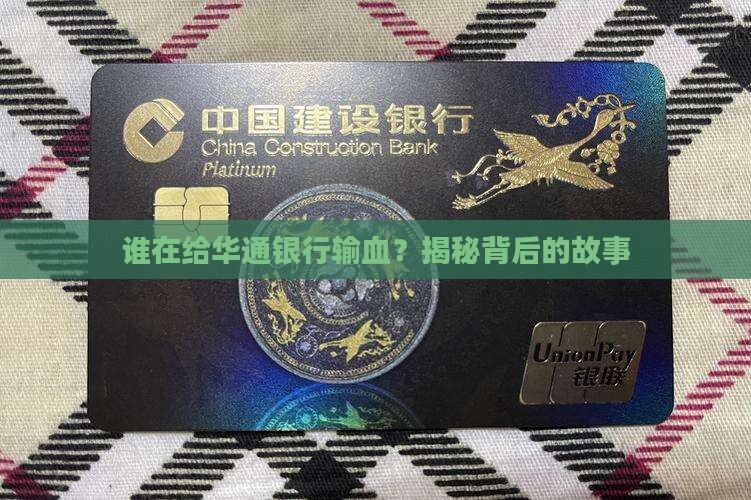 中国建设银行
China Construction Bank
Platinum
谁在给华通银行输血？揭秘背后的故事
UnionPay
银联